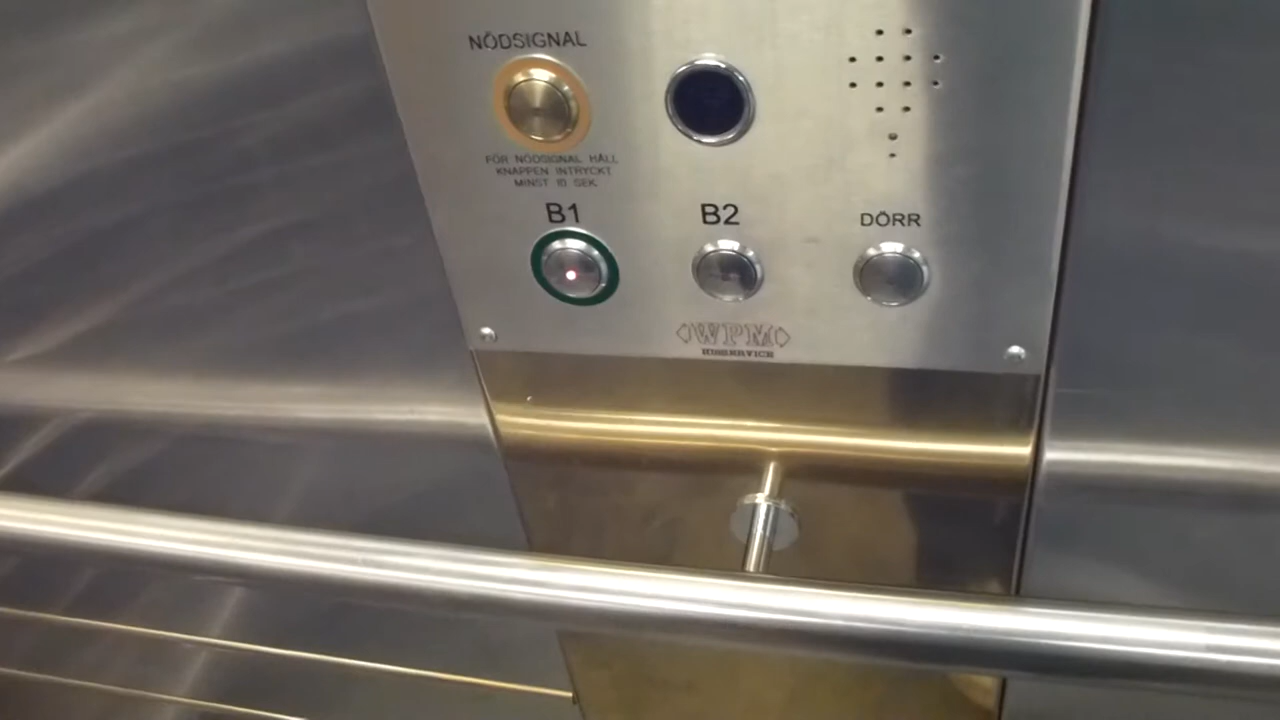 NÖDSIGNAL
FÖR NÖDSIGNAL HÅLL
KNAPPEN INTRYCKT
MINST 10 SEK.
B1
B2
DÖRR
WPM
HISSERVICE